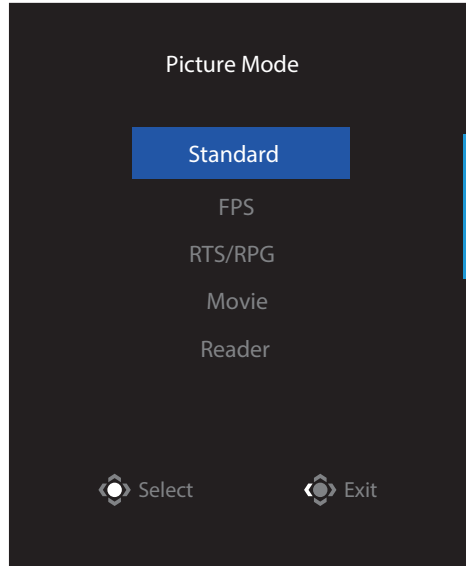 Picture Mode
Standard
FPS
RTS/RPG
Movie
Reader
Select Exit